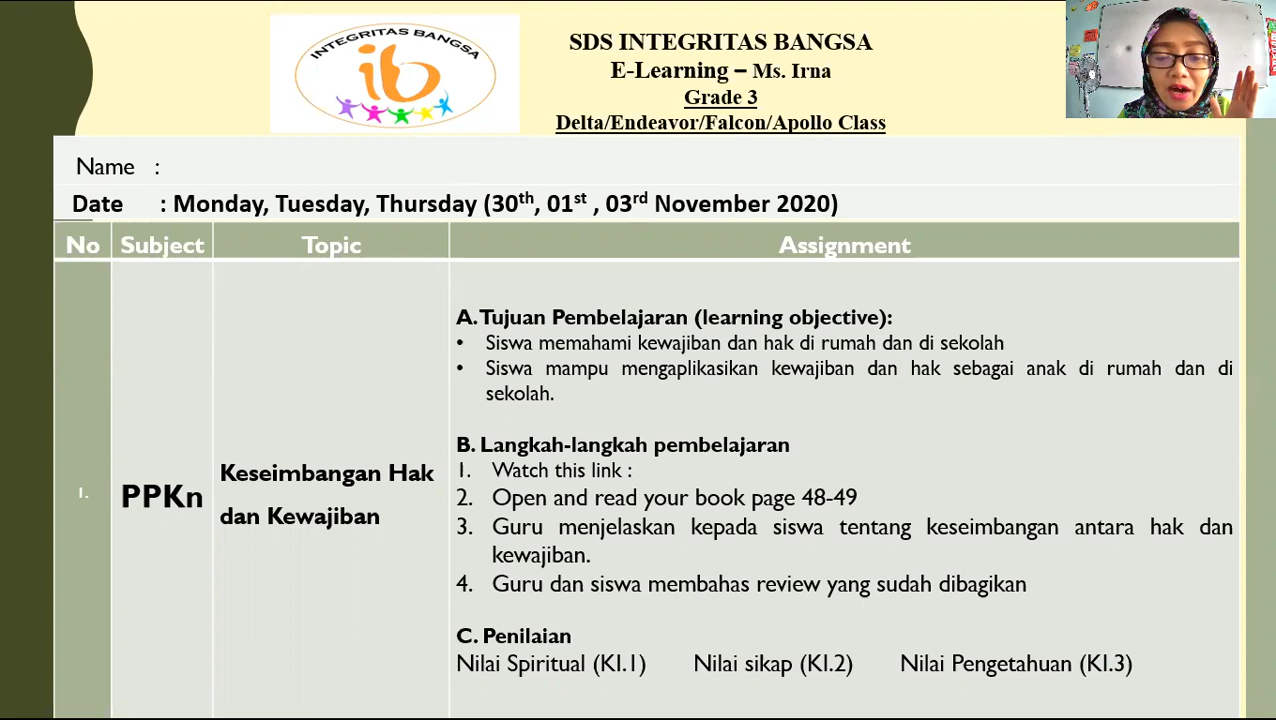 INTEGRITAS BANGSA
ib
SDS INTEGRITAS BANGSA
E-Learning – Ms. Irna
Grade 3
Delta/Endeavor/Falcon/Apollo Class
Name :
Date : Monday, Tuesday, Thursday (30th, 01st , 03rd November 2020)
No Subject Topic Assignment
1. PPKn
Keseimbangan Hak
dan Kewajiban
A. Tujuan Pembelajaran (learning objective):
• Siswa memahami kewajiban dan hak di rumah dan di sekolah
• Siswa mampu mengaplikasikan kewajiban dan hak sebagai anak di rumah dan di
sekolah.
B. Langkah-langkah pembelajaran
1. Watch this link :
2. Open and read your book page 48-49
3. Guru menjelaskan kepada siswa tentang keseimbangan antara hak dan
kewajiban.
4. Guru dan siswa membahas review yang sudah dibagikan
C. Penilaian
Nilai Spiritual (KI.1) Nilai sikap (KI.2) Nilai Pengetahuan (KI.3)